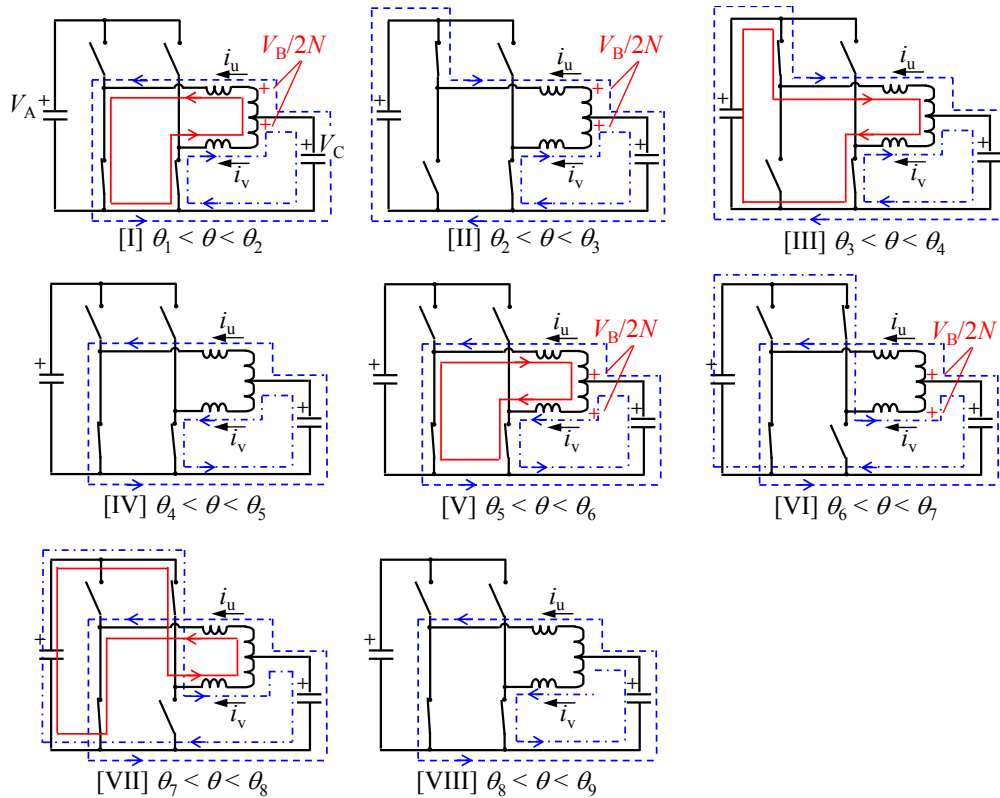 i_u
V_B/2N
V_A
+
+
+
+
V_C
i_v
[I] θ_1 < θ < θ_2
i_u
V_B/2N
+
+
+
+
i_v
[II] θ_2 < θ < θ_3
i_u
+
+
i_v
[III] θ_3 < θ < θ_4
i_u
+
+
i_v
[IV] θ_4 < θ < θ_5
i_u
V_B/2N
+
+
+
+
i_v
[V] θ_5 < θ < θ_6
i_u
V_B/2N
+
+
+
+
i_v
[VI] θ_6 < θ < θ_7
i_u
+
+
i_v
[VII] θ_7 < θ < θ_8
i_u
+
+
i_v
[VIII] θ_8 < θ < θ_9